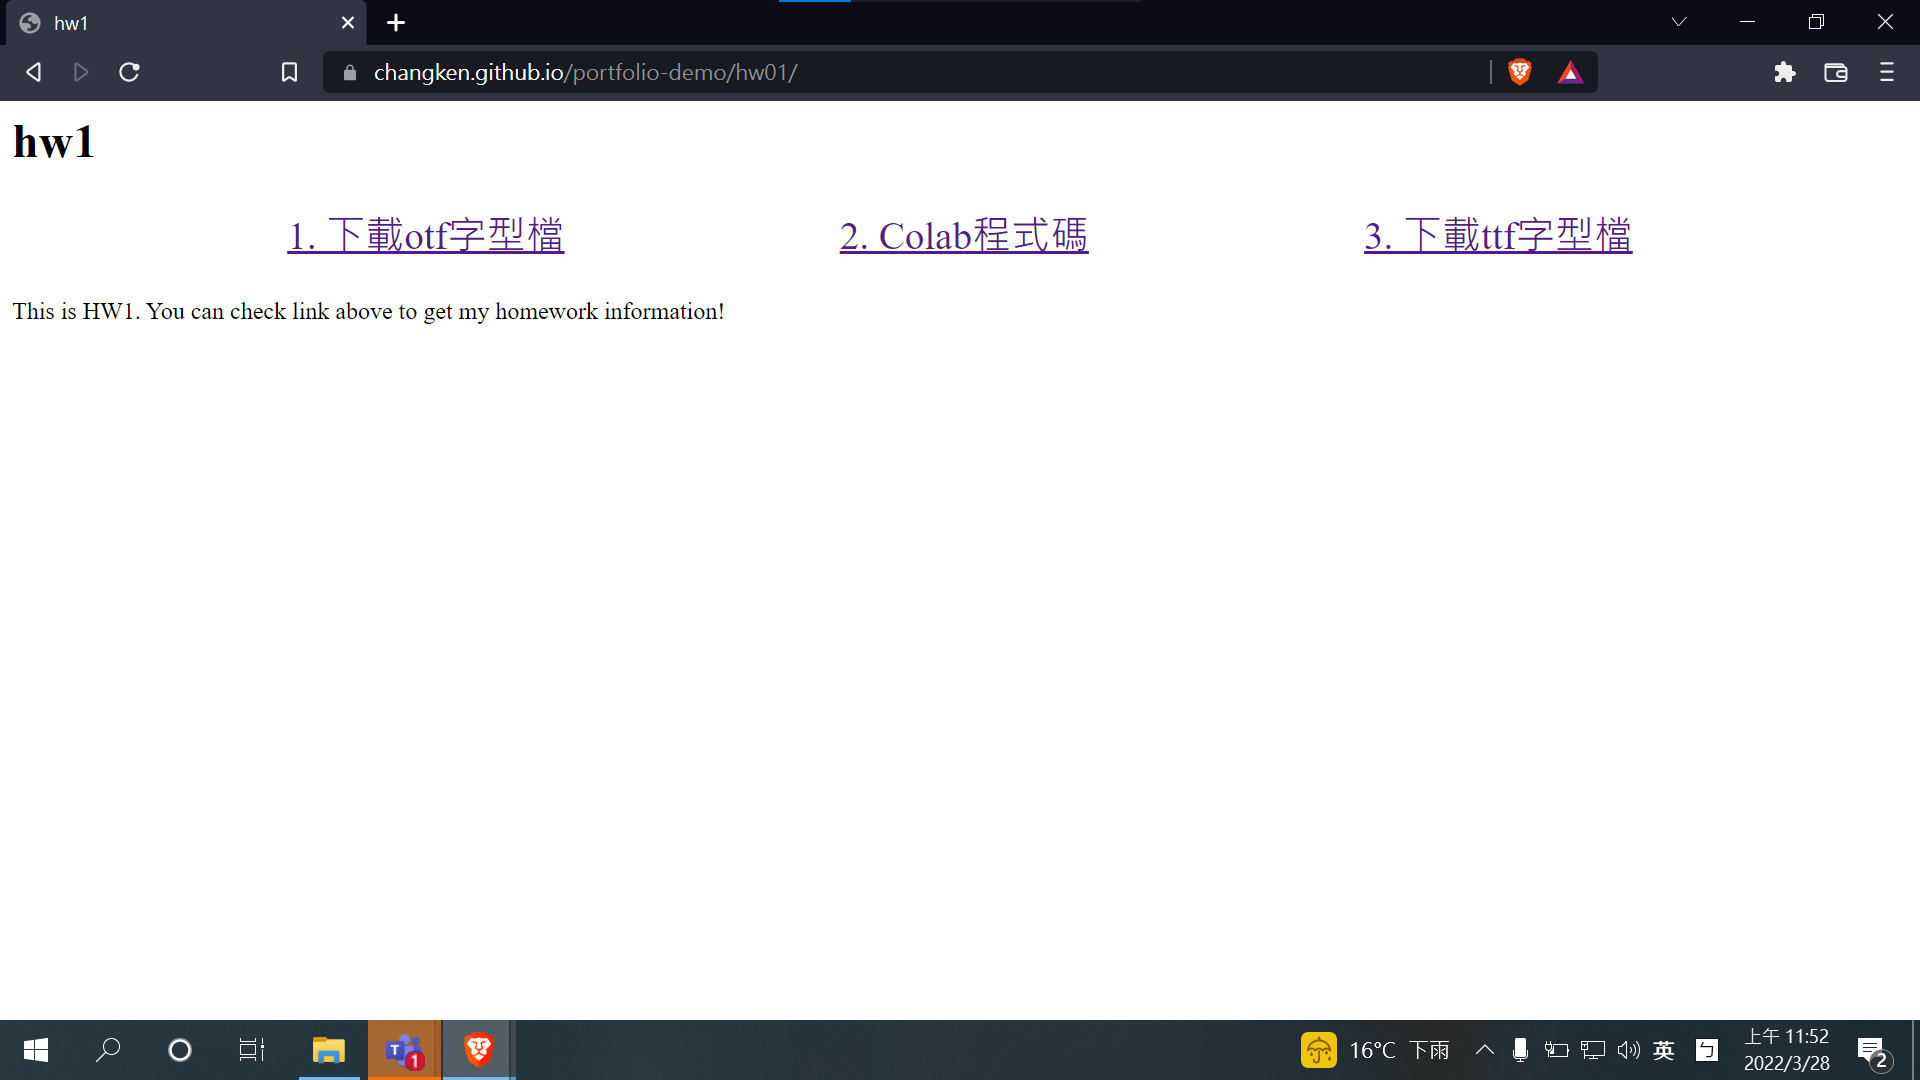 hw1
changken.github.io/portfolio-demo/hw01/
hw1
1. 下載otf字型檔
2. Colab程式碼
3. 下載ttf字型檔
This is HW1. You can check link above to get my homework information!
T 1
16°C 下雨
英
ㄅ
上午 11:52
2022/3/28
2